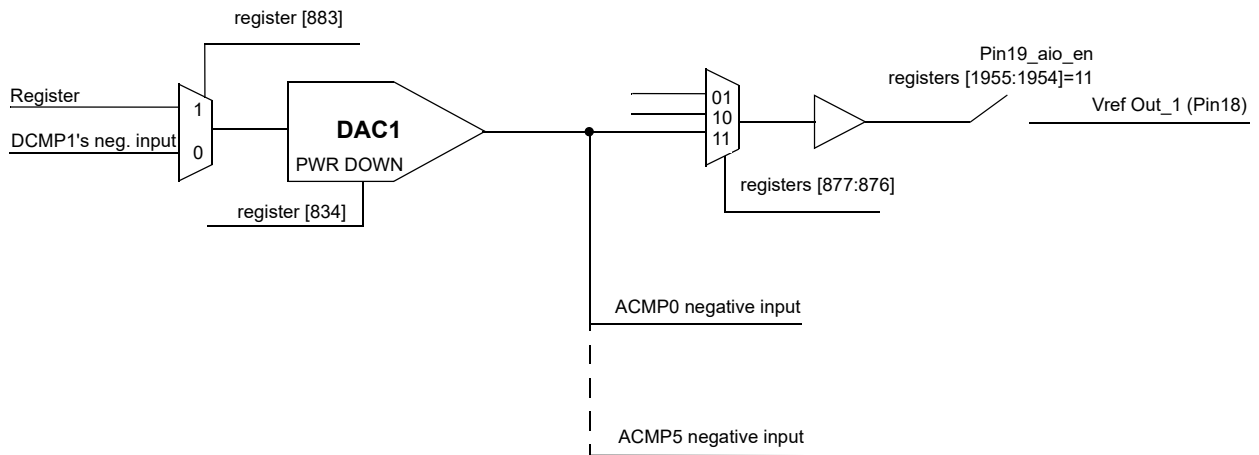 register [883]
Pin19_aio_en
registers [1955:1954]=11
Register
1
01
Vref Out_1 (Pin18)
10
DAC1
DCMP1's neg. input
0
11
PWR DOWN
registers [877:876]
register [834]
ACMP0 negative input
ACMP5 negative input